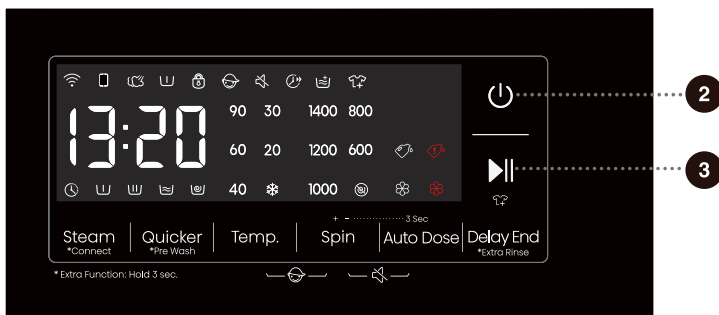 13:20
90 30 1400 800
60 20 1200 600
40 1000
2
3
+ - 3 Sec
Steam Quicker Temp. Spin Auto Dose Delay End
*Connect *Pre Wash *Extra Rinse
* Extra Function: Hold 3 sec.